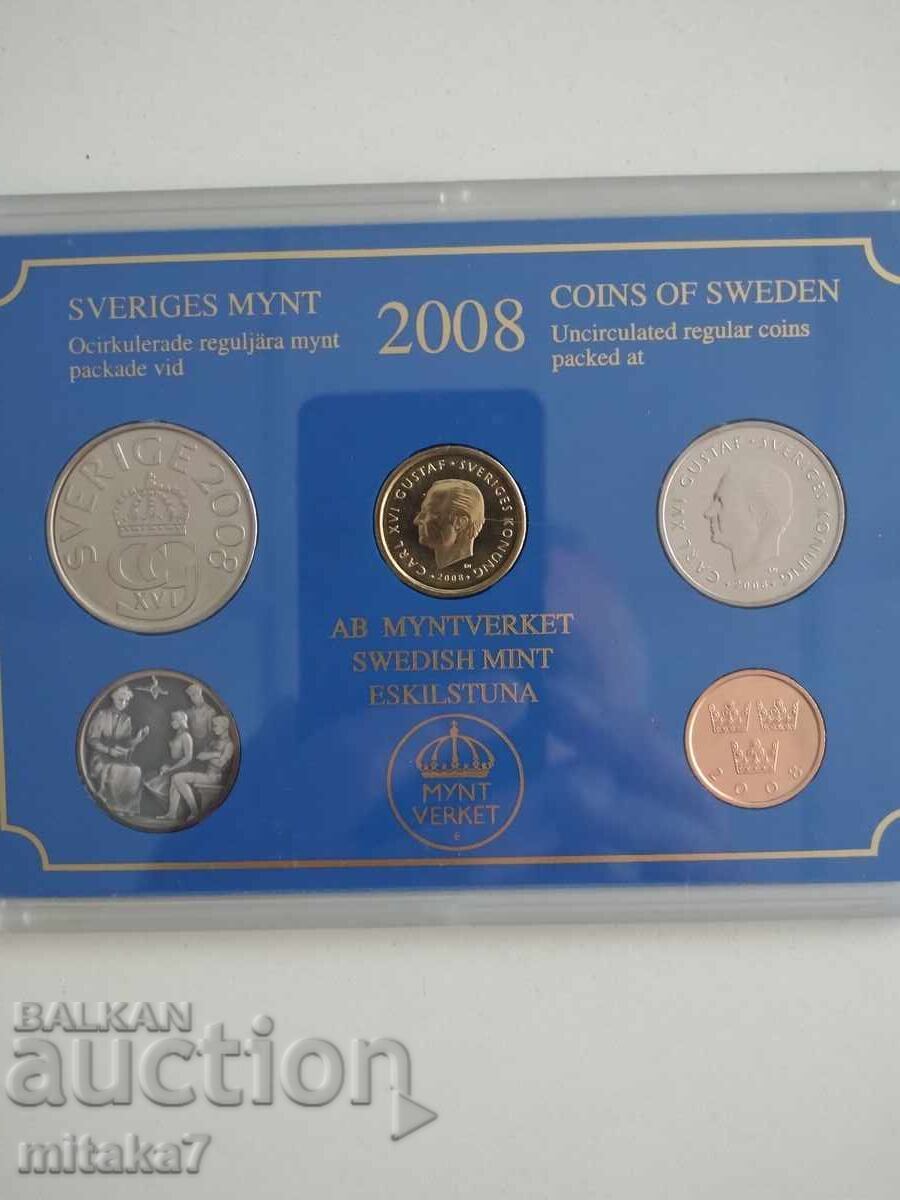 SVERIGES MYNT
Ocirkulerade reguljära mynt
packade vid
2008
COINS OF SWEDEN
Uncirculated regular coins
packed at
SVERIGE 2008
CG
XVI
CARL XVI GUSTAF · SVERIGES KONUNG
·2008·
CARL XVI GUSTAF · SVERIGES KONUNG
·2008·
AB MYNTVERKET
SWEDISH MINT
ESKILSTUNA
MYNT
VERKET
e
2008
BALKAN
auction
mitaka7